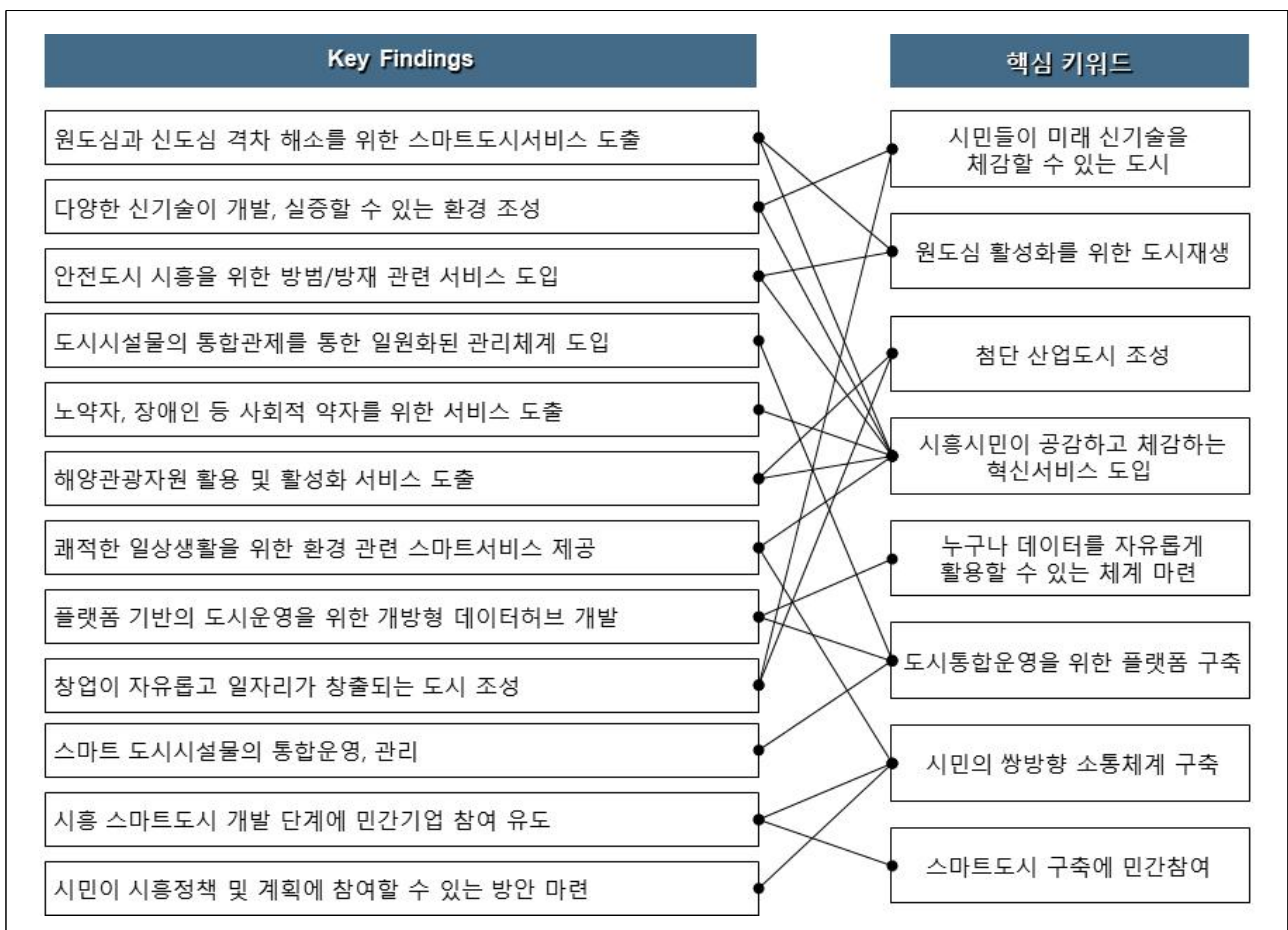 Key Findings
원도심과 신도심 격차 해소를 위한 스마트도시서비스 도출
다양한 신기술이 개발, 실증할 수 있는 환경 조성
안전도시 시흥을 위한 방범/방재 관련 서비스 도입
도시시설물의 통합관제를 통한 일원화된 관리체계 도입
노약자, 장애인 등 사회적 약자를 위한 서비스 도출
해양관광자원 활용 및 활성화 서비스 도출
쾌적한 일상생활을 위한 환경 관련 스마트서비스 제공
플랫폼 기반의 도시운영을 위한 개방형 데이터허브 개발
창업이 자유롭고 일자리가 창출되는 도시 조성
스마트 도시시설물의 통합운영, 관리
시흥 스마트도시 개발 단계에 민간기업 참여 유도
시민이 시흥정책 및 계획에 참여할 수 있는 방안 마련
핵심 키워드
시민들이 미래 신기술을
체감할 수 있는 도시
원도심 활성화를 위한 도시재생
첨단 산업도시 조성
시흥시민이 공감하고 체감하는
혁신서비스 도입
누구나 데이터를 자유롭게
활용할 수 있는 체계 마련
도시통합운영을 위한 플랫폼 구축
시민의 쌍방향 소통체계 구축
스마트도시 구축에 민간참여